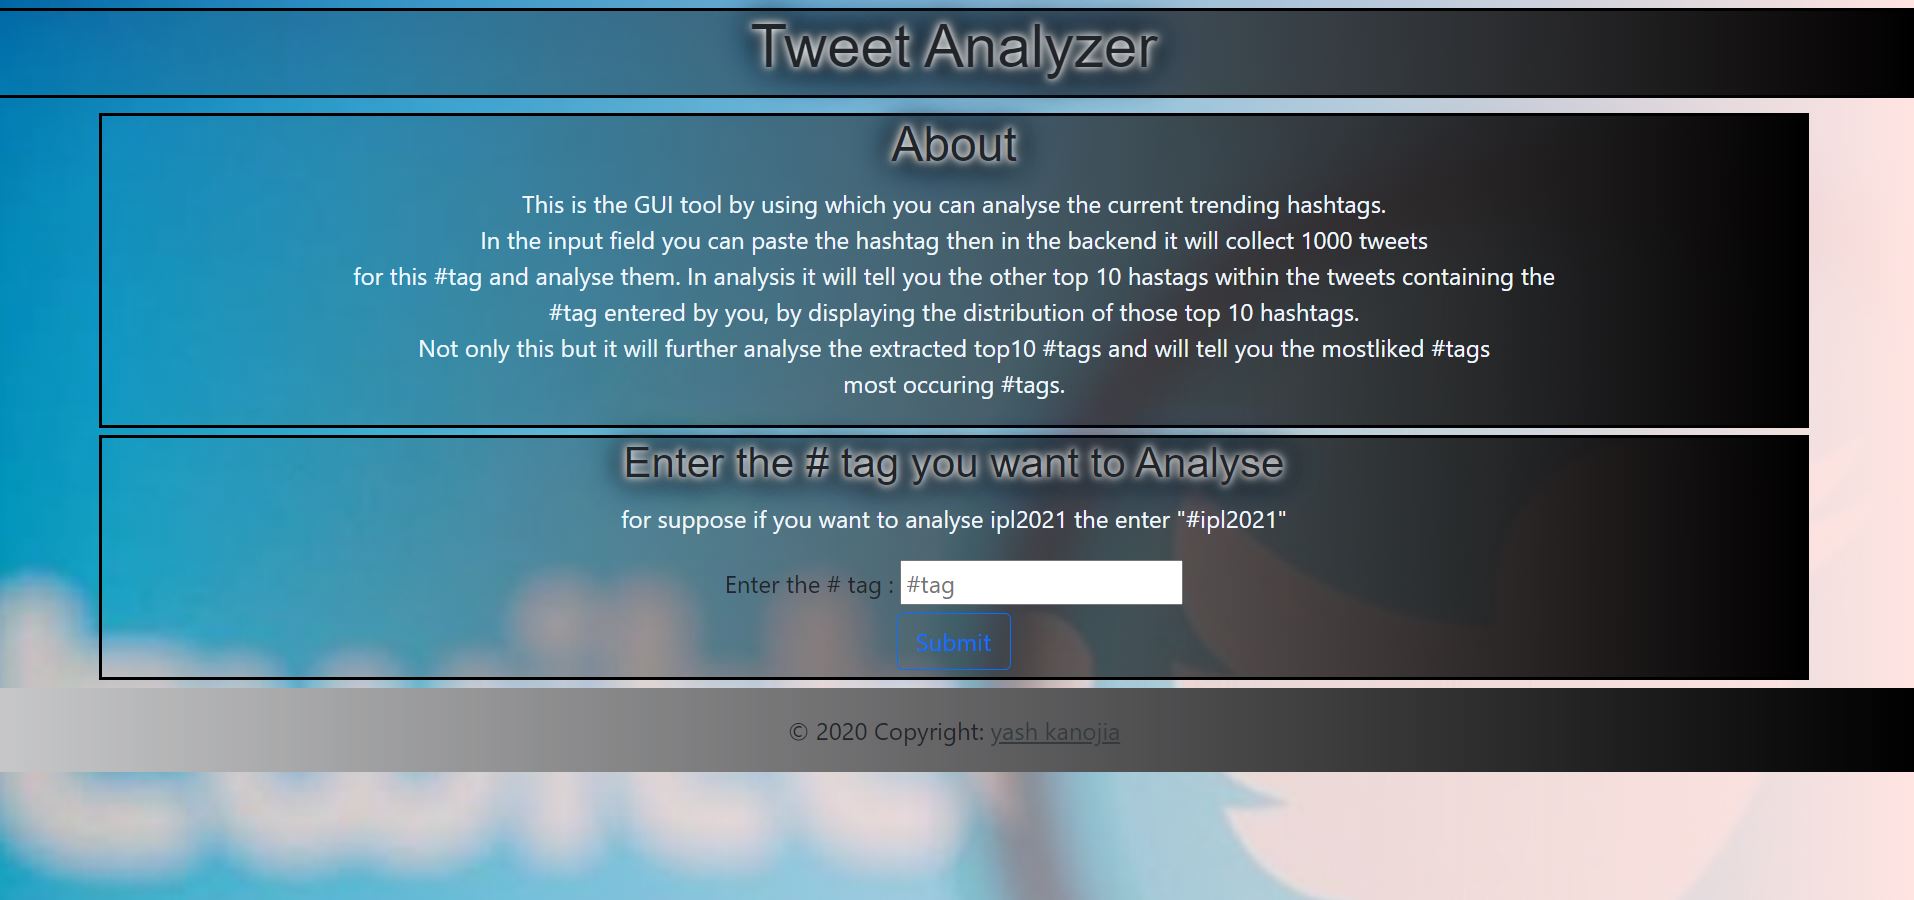 Tweet Analyzer
About
This is the GUI tool by using which you can analyse the current trending hashtags.
In the input field you can paste the hashtag then in the backend it will collect 1000 tweets
for this #tag and analyse them. In analysis it will tell you the other top 10 hastags within the tweets containing the
#tag entered by you, by displaying the distribution of those top 10 hashtags.
Not only this but it will further analyse the extracted top10 #tags and will tell you the mostliked #tags
most occuring #tags.
Enter the # tag you want to Analyse
for suppose if you want to analyse ipl2021 the enter "#ipl2021"
Enter the # tag : #tag
Submit
© 2020 Copyright: yash kanojia
twitt